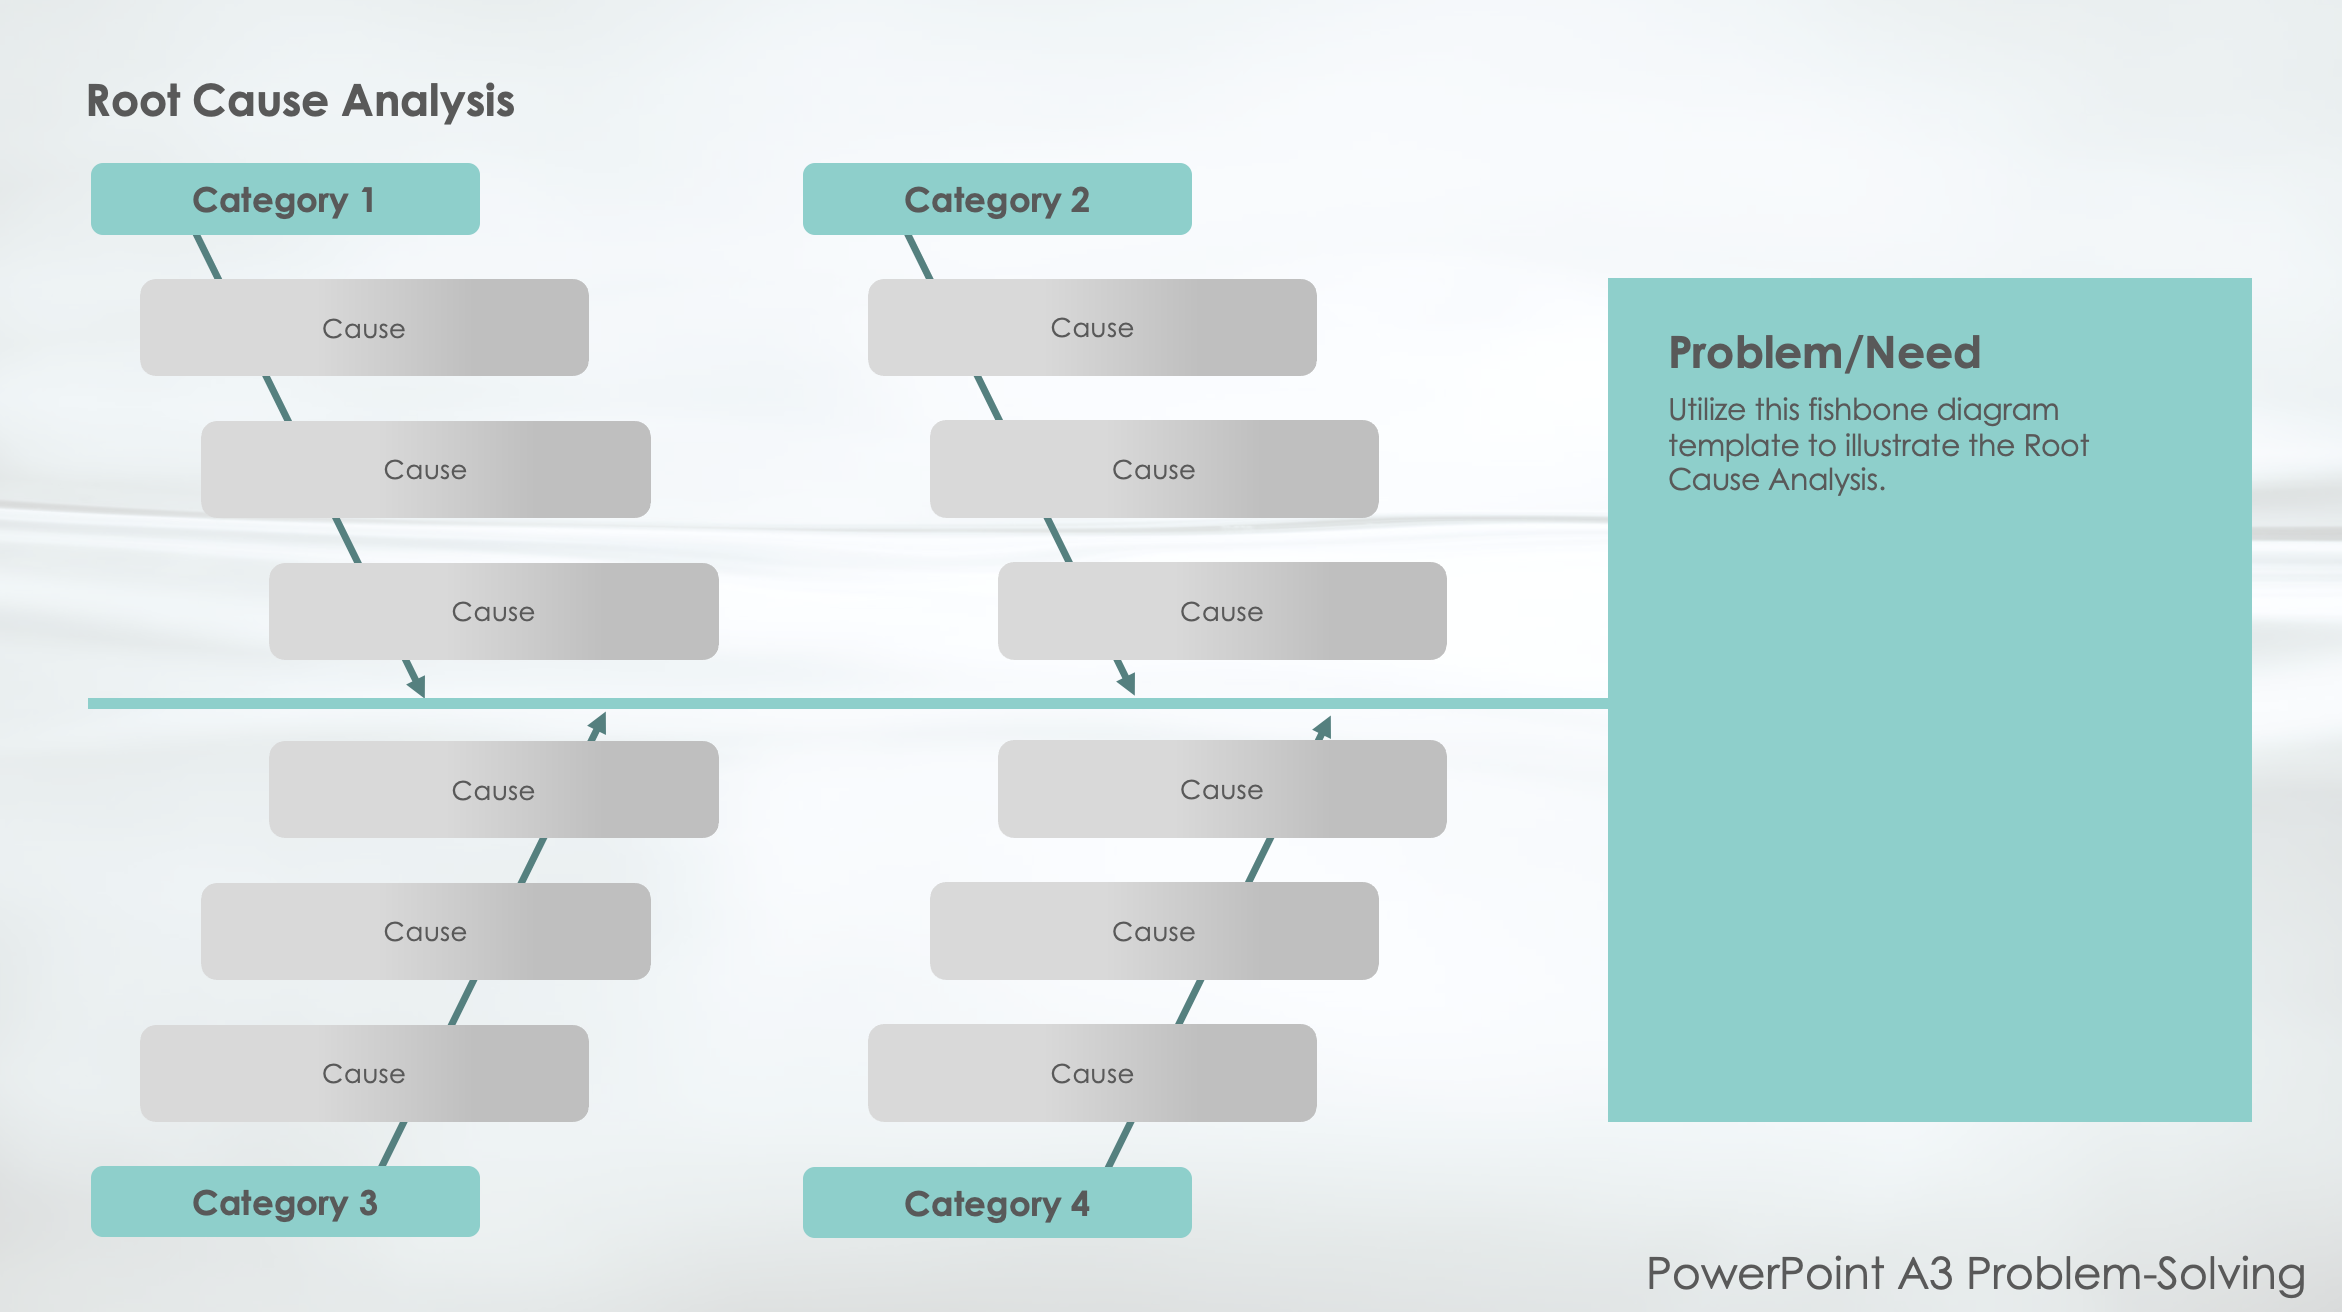 Root Cause Analysis
Category 1
Category 2
Cause
Cause
Cause
Cause
Cause
Cause
Problem/Need
Utilize this fishbone diagram
template to illustrate the Root
Cause Analysis.
Cause
Cause
Cause
Cause
Cause
Cause
Category 3
Category 4
PowerPoint A3 Problem-Solving